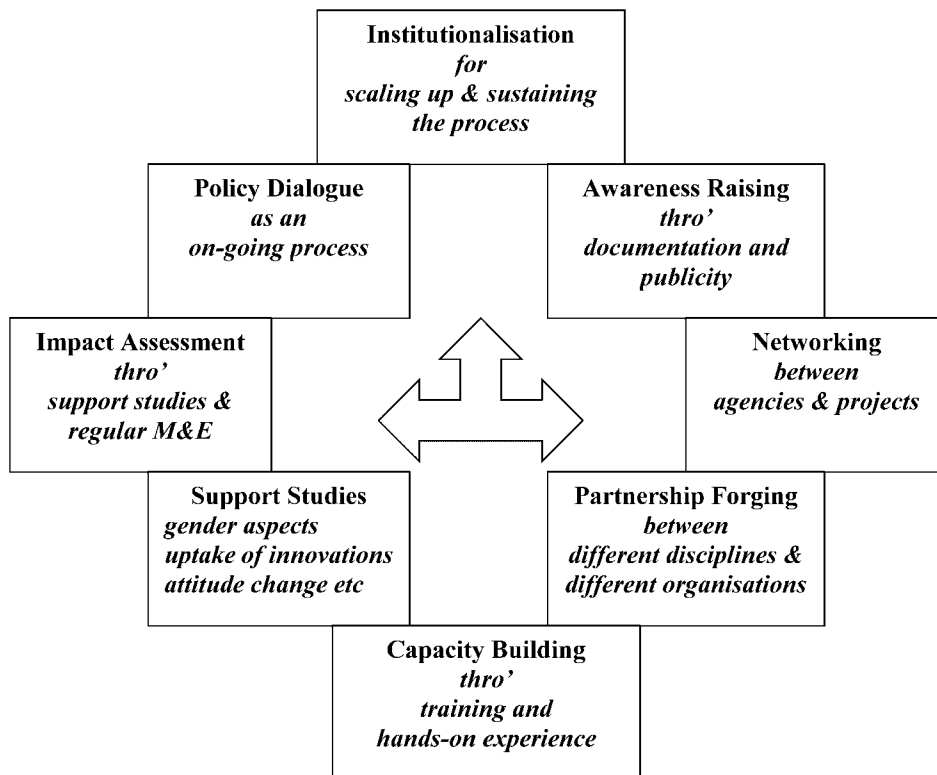 Institutionalisation
for
scaling up & sustaining
the process
Policy Dialogue
as an
on-going process
Awareness Raising
thro’
documentation and
publicity
Impact Assessment
thro’
support studies &
regular M&E
Networking
between
agencies & projects
Support Studies
gender aspects
uptake of innovations
attitude change etc
Partnership Forging
between
different disciplines &
different organisations
Capacity Building
thro’
training and
hands-on experience